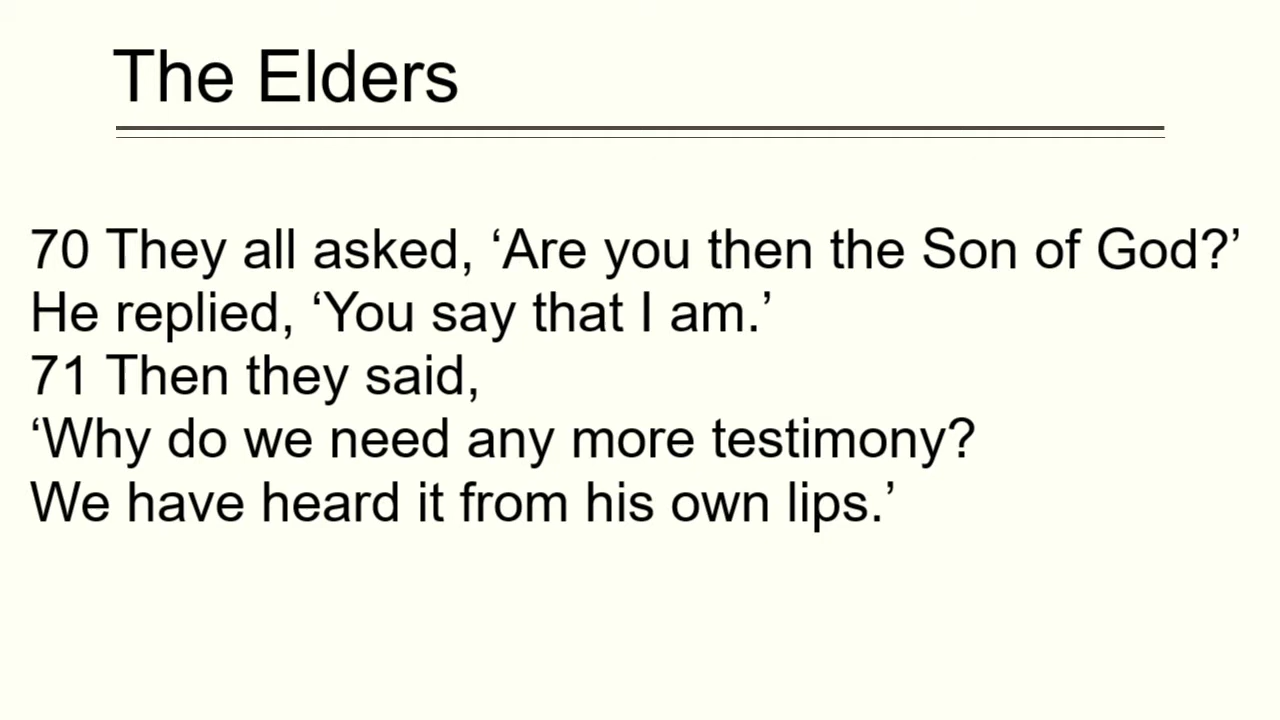 The Elders
70 They all asked, ‘Are you then the Son of God?’
He replied, ‘You say that I am.’
71 Then they said,
‘Why do we need any more testimony?
We have heard it from his own lips.’